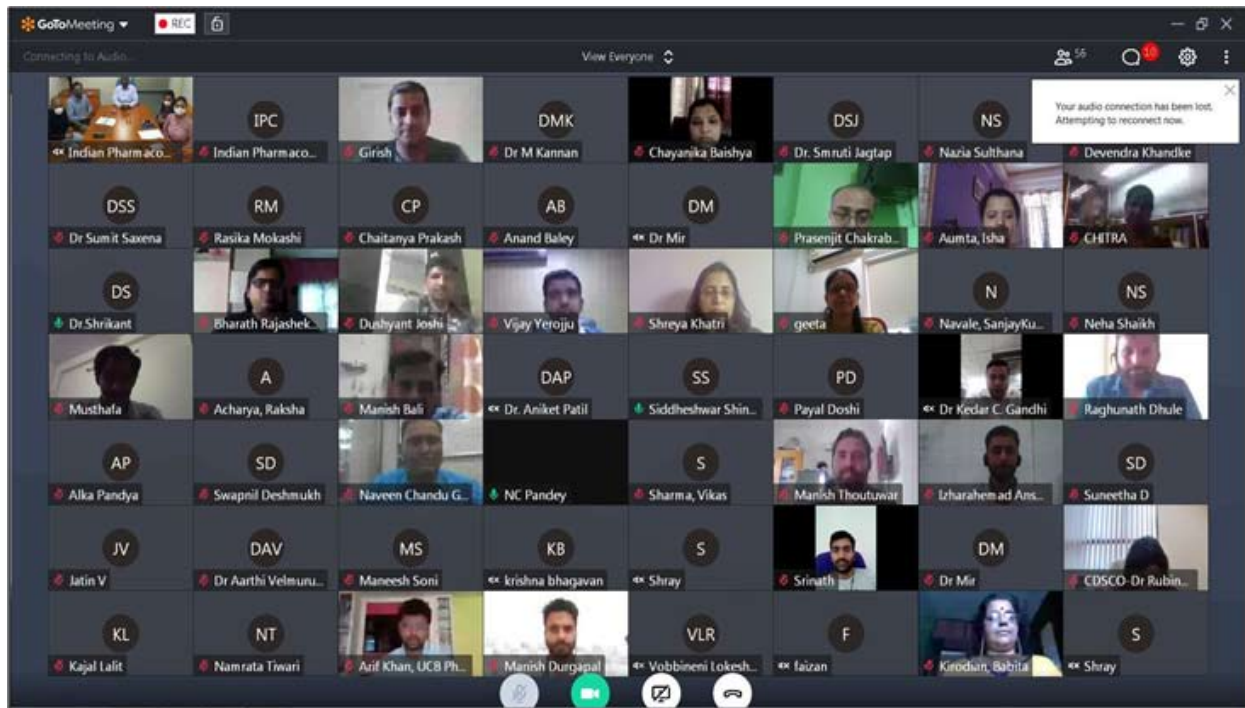 GoToMeeting
REC
Connecting to Audio...
View Everyone
56
10
Your audio connection has been lost.
Attempting to reconnect now.
Indian Pharmaco...
IPC
Indian Pharmaco...
Girish
DMK
Dr M Kannan
Chayanika Baishya
DSJ
Dr. Smruti Jagtap
NS
Nazia Sulthana
Devendra Khandke
DSS
Dr Sumit Saxena
RM
Rasika Mokashi
CP
Chaitanya Prakash
AB
Anand Baley
DM
Dr Mir
Prasenjit Chakrab...
Aumta, Isha
CHITRA
DS
Dr.Shrikant
Bharath Rajashek...
Dushyant Joshi
Vijay Yerojju
Shreya Khatri
geeta
N
Navale, SanjayKu...
NS
Neha Shaikh
Musthafa
A
Acharya, Raksha
Manish Bali
DAP
Dr. Aniket Patil
SS
Siddheshwar Shin...
PD
Payal Doshi
Dr Kedar C. Gandhi
Raghunath Dhule
AP
Alka Pandya
SD
Swapnil Deshmukh
Naveen Chandu G...
NC Pandey
S
Sharma, Vikas
Manish Thoutuwar
Izharahemad Ans...
SD
Suneetha D
JV
Jatin V
DAV
Dr Aarthi Velmuru...
MS
Maneesh Soni
KB
krishna bhagavan
S
Shray
Srinath
DM
Dr Mir
CDSCO-Dr Rubin...
KL
Kajal Lalit
NT
Namrata Tiwari
Arif Khan, UCB Ph...
Manish Durgapal
VLR
Vobbineni Lokesh...
F
faizan
Kirodian, Babita
S
Shray